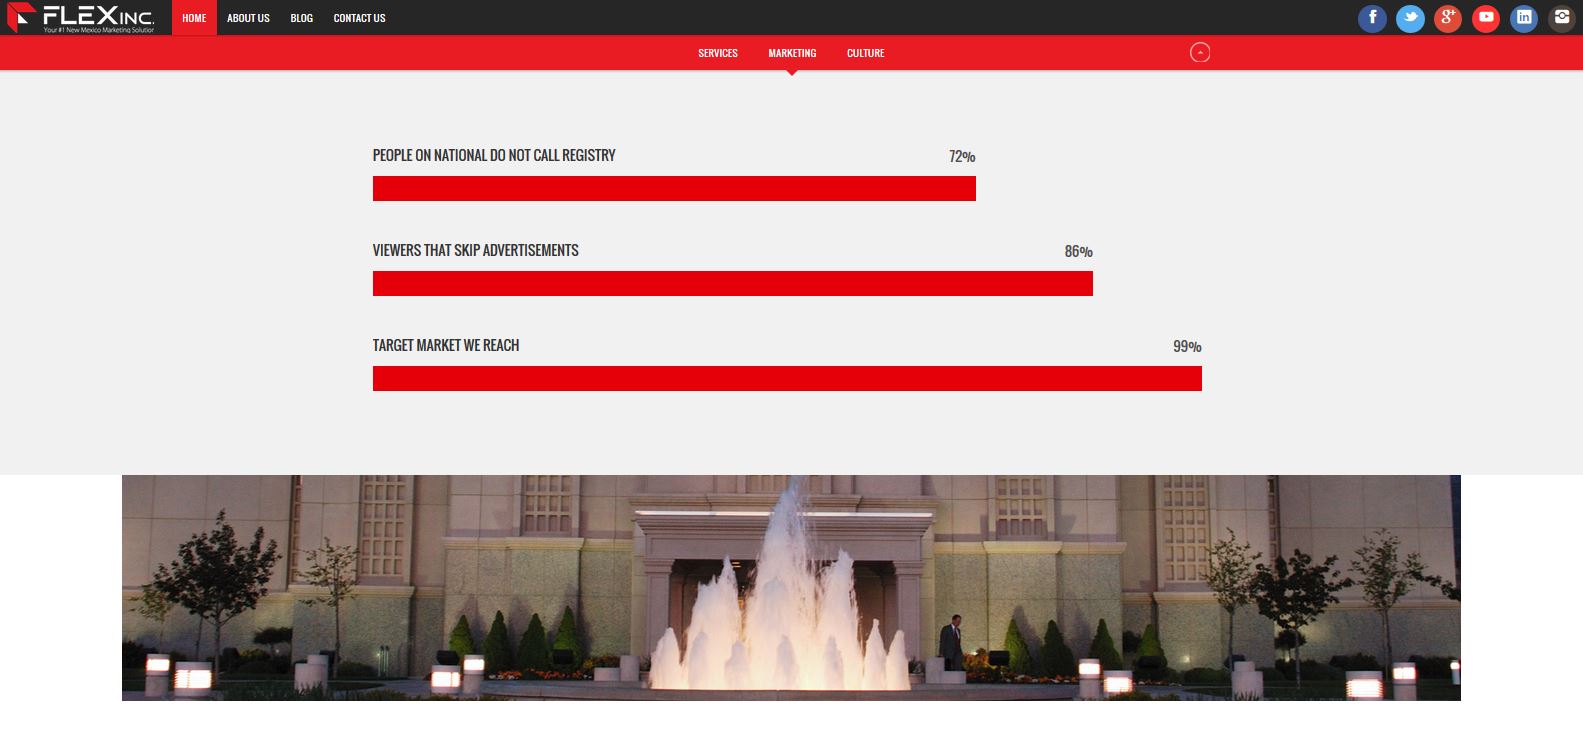 FLEXINC.
Your #1 New Mexico Marketing Solution
HOME ABOUT US BLOG CONTACT US
SERVICES MARKETING CULTURE
PEOPLE ON NATIONAL DO NOT CALL REGISTRY 72%
VIEWERS THAT SKIP ADVERTISEMENTS 86%
TARGET MARKET WE REACH 99%